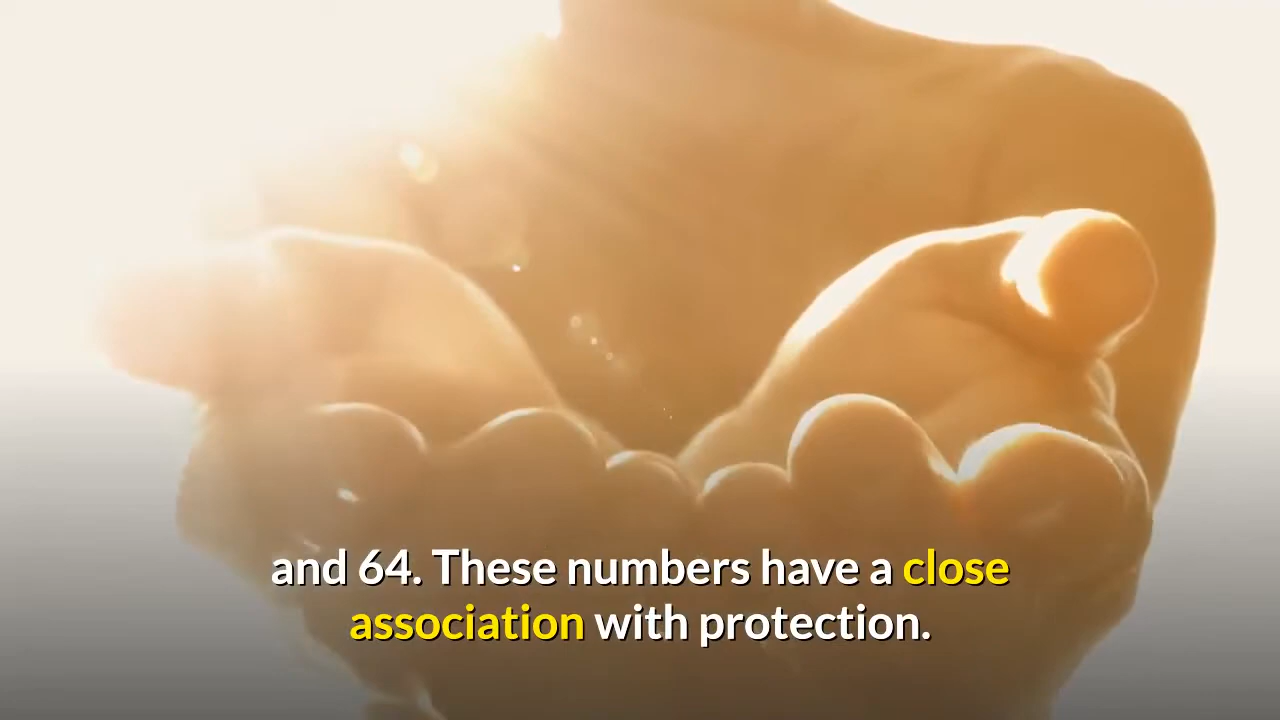 and 64. These numbers have a close
association with protection.